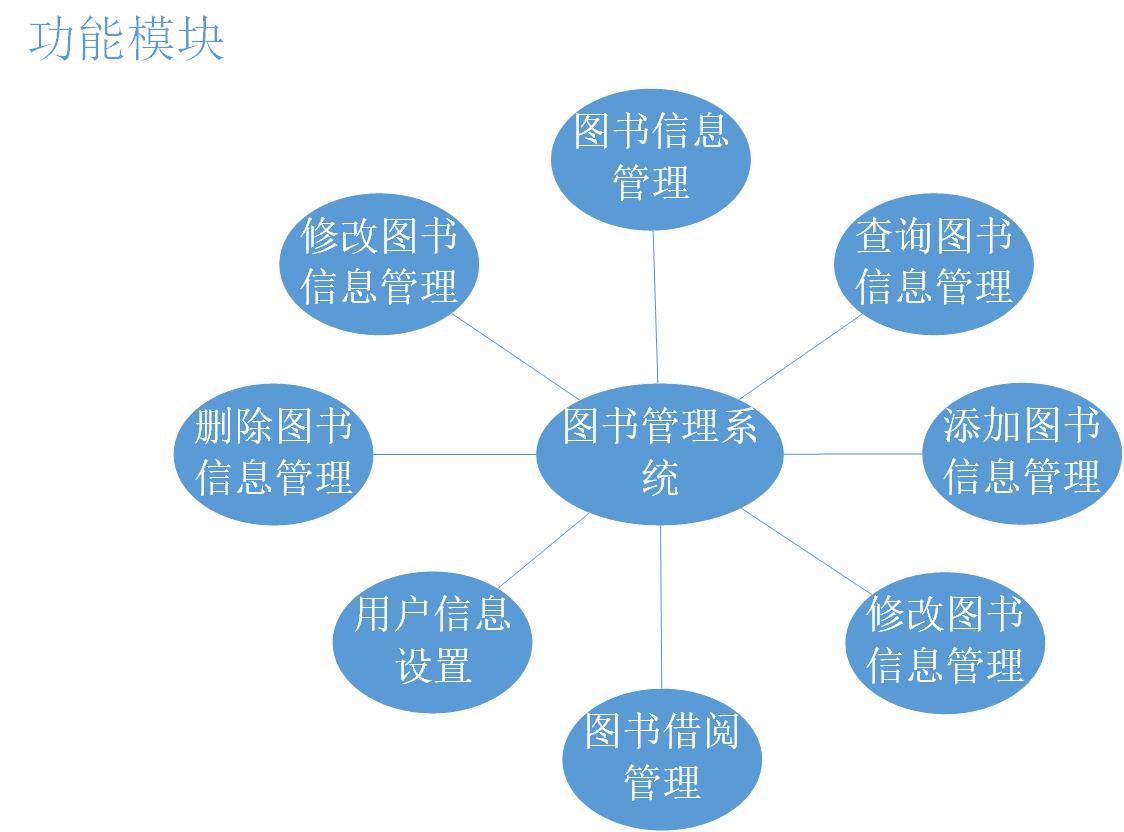 功能模块
图书信息
管理
修改图书
信息管理
查询图书
信息管理
删除图书
信息管理
图书管理系
统
添加图书
信息管理
用户信息
设置
修改图书
信息管理
图书借阅
管理